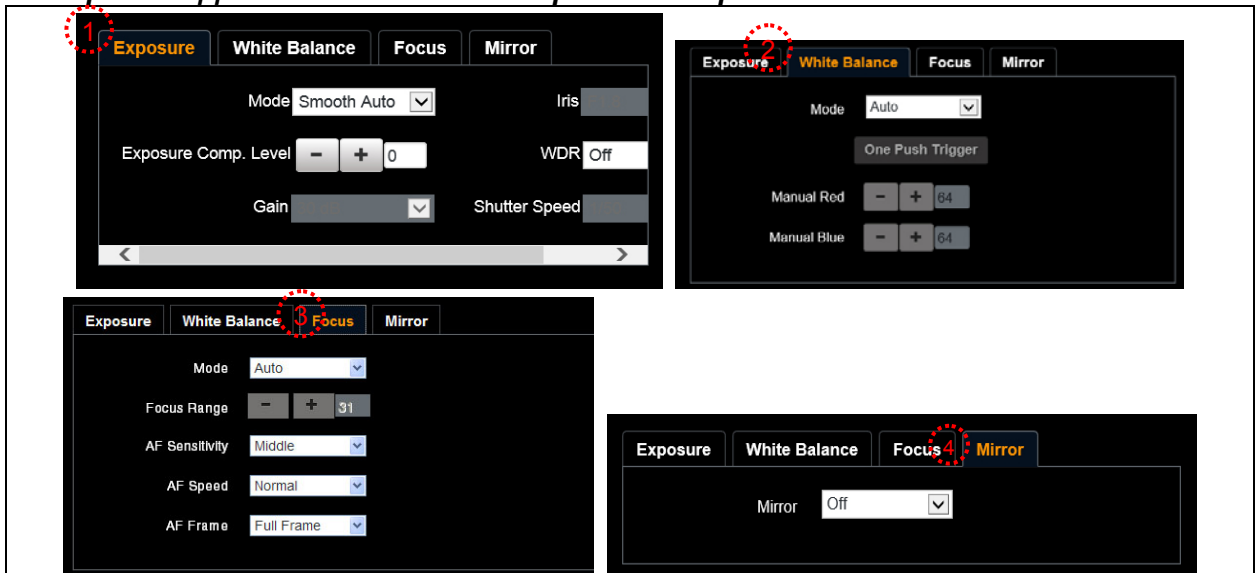 1
Exposure White Balance Focus Mirror
Mode Smooth Auto Iris
Exposure Comp. Level - + 0 WDR Off
Gain Shutter Speed
2
Exposure White Balance Focus Mirror
Mode Auto
One Push Trigger
Manual Red - + 64
Manual Blue - + 64
3
Exposure White Balance Focus Mirror
Mode Auto
Focus Range - + 31
AF Sensitivity Middle
AF Speed Normal
AF Frame Full Frame
4
Exposure White Balance Focus Mirror
Mirror Off